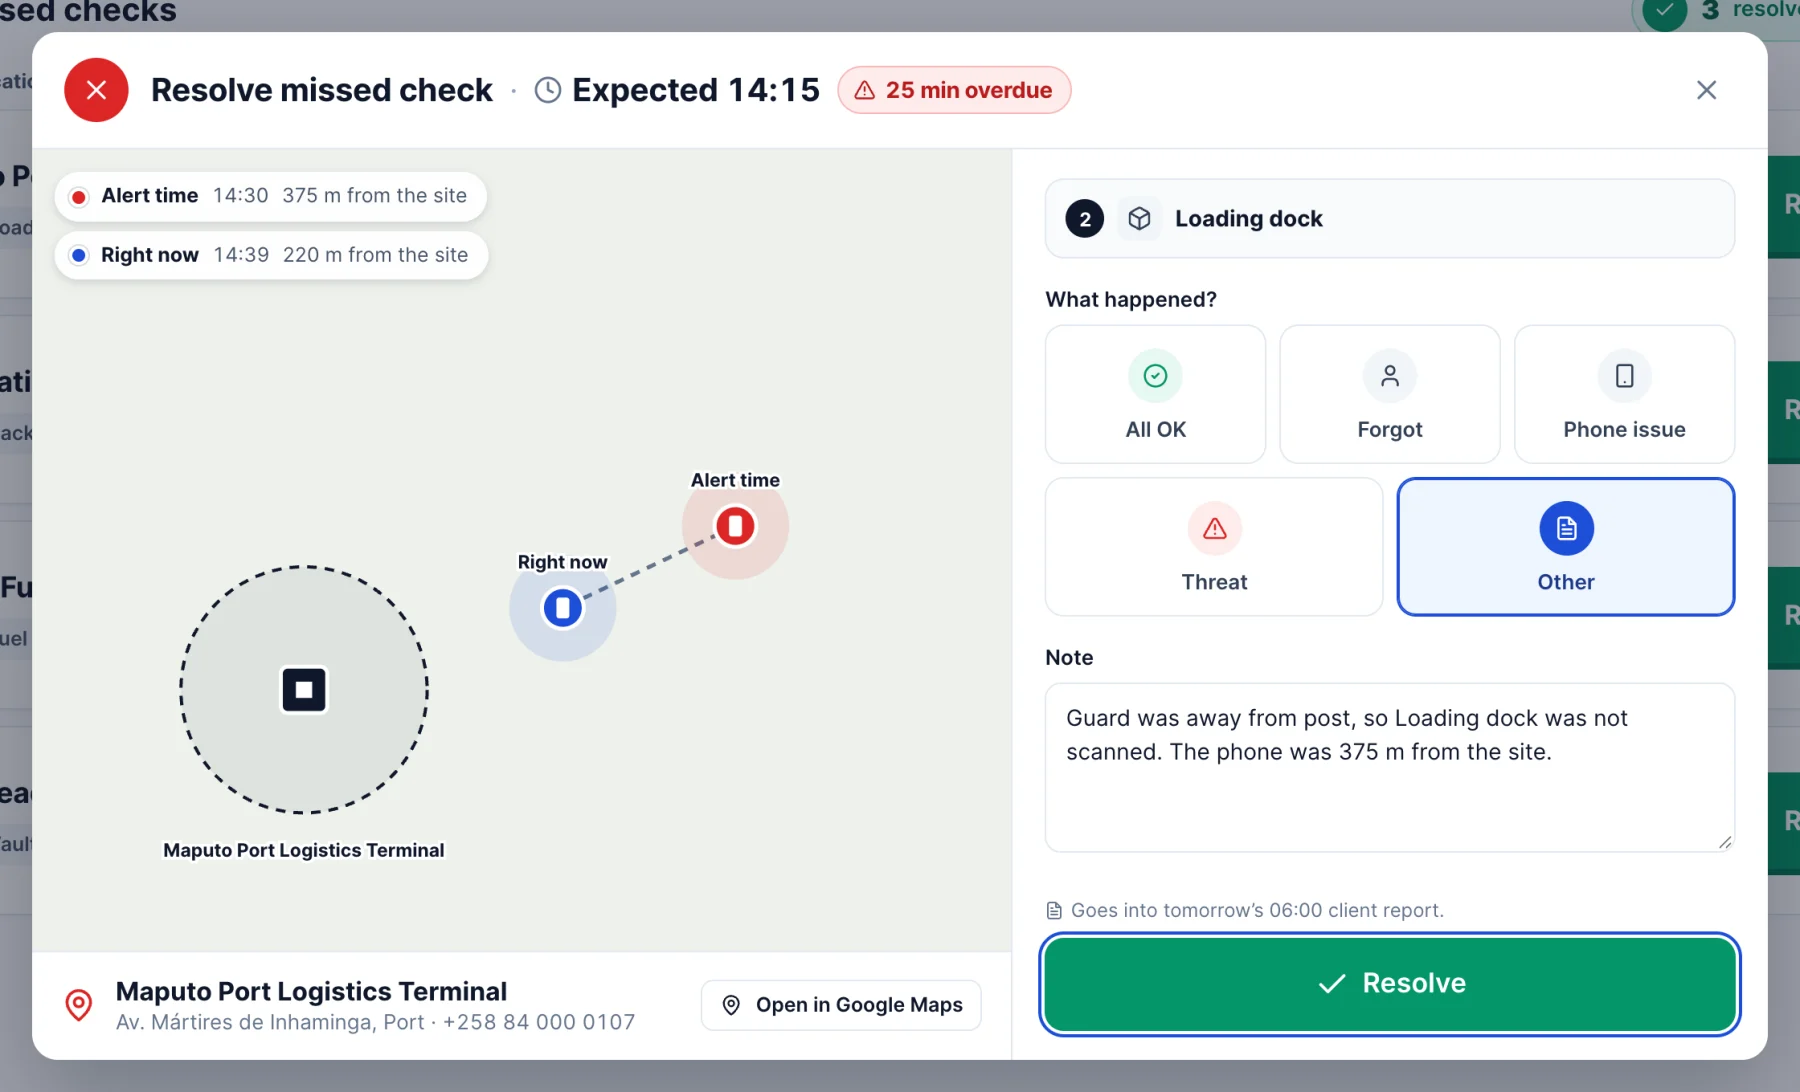 sed checks
3 resolv
Resolve missed check · Expected 14:15
25 min overdue
Alert time 14:30 375 m from the site
Right now 14:39 220 m from the site
Alert time
Right now
Maputo Port Logistics Terminal
Maputo Port Logistics Terminal
Av. Mártires de Inhaminga, Port · +258 84 000 0107
Open in Google Maps
2 Loading dock
What happened?
All OK
Forgot
Phone issue
Threat
Other
Note
Guard was away from post, so Loading dock was not
scanned. The phone was 375 m from the site.
Goes into tomorrow’s 06:00 client report.
Resolve